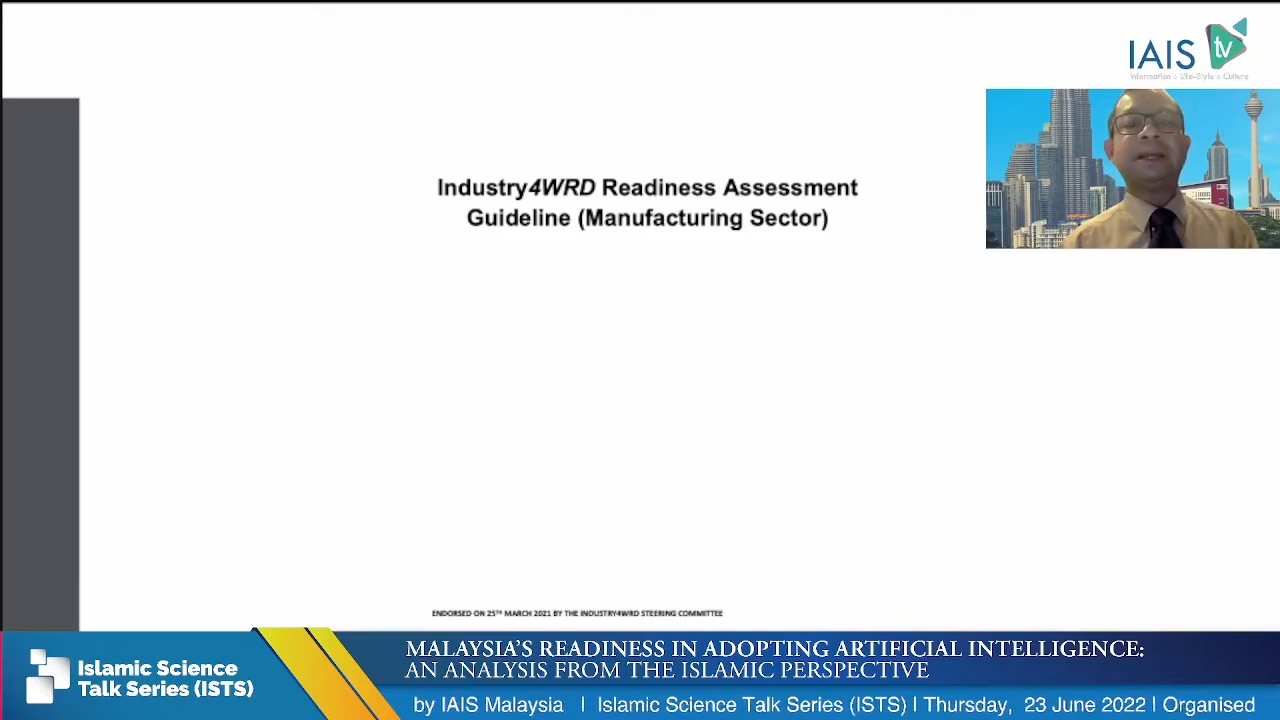 IAIS tv
Information ○ Life-Style ○ Culture
Industry4WRD Readiness Assessment
Guideline (Manufacturing Sector)
ENDORSED ON 25TH MARCH 2021 BY THE INDUSTRY4WRD STEERING COMMITTEE
Islamic Science
Talk Series (ISTS)
MALAYSIA'S READINESS IN ADOPTING ARTIFICIAL INTELLIGENCE:
AN ANALYSIS FROM THE ISLAMIC PERSPECTIVE
by IAIS Malaysia | Islamic Science Talk Series (ISTS) | Thursday, 23 June 2022 | Organised